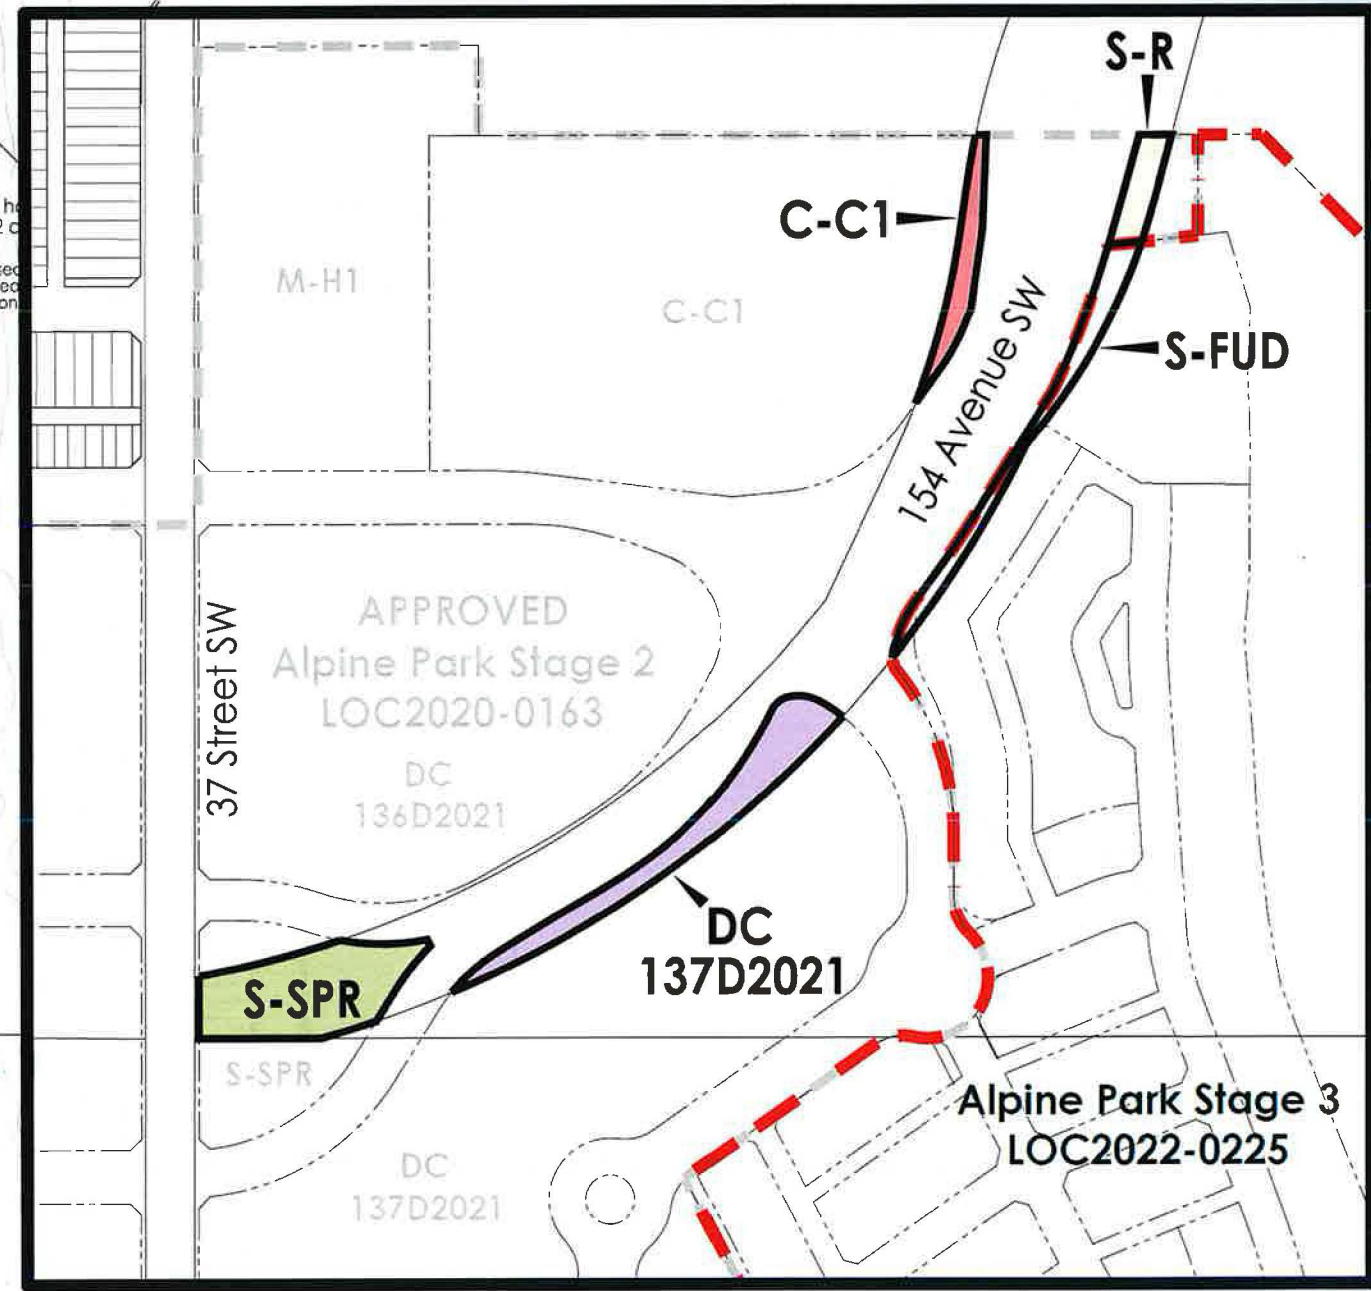 S-R
C-C1
M-H1
C-C1
S-FUD
154 Avenue SW
37 Street SW
APPROVED
Alpine Park Stage 2
LOC2020-0163
DC
136D2021
DC
137D2021
S-SPR
S-SPR
Alpine Park Stage 3
LOC2022-0225
DC
137D2021